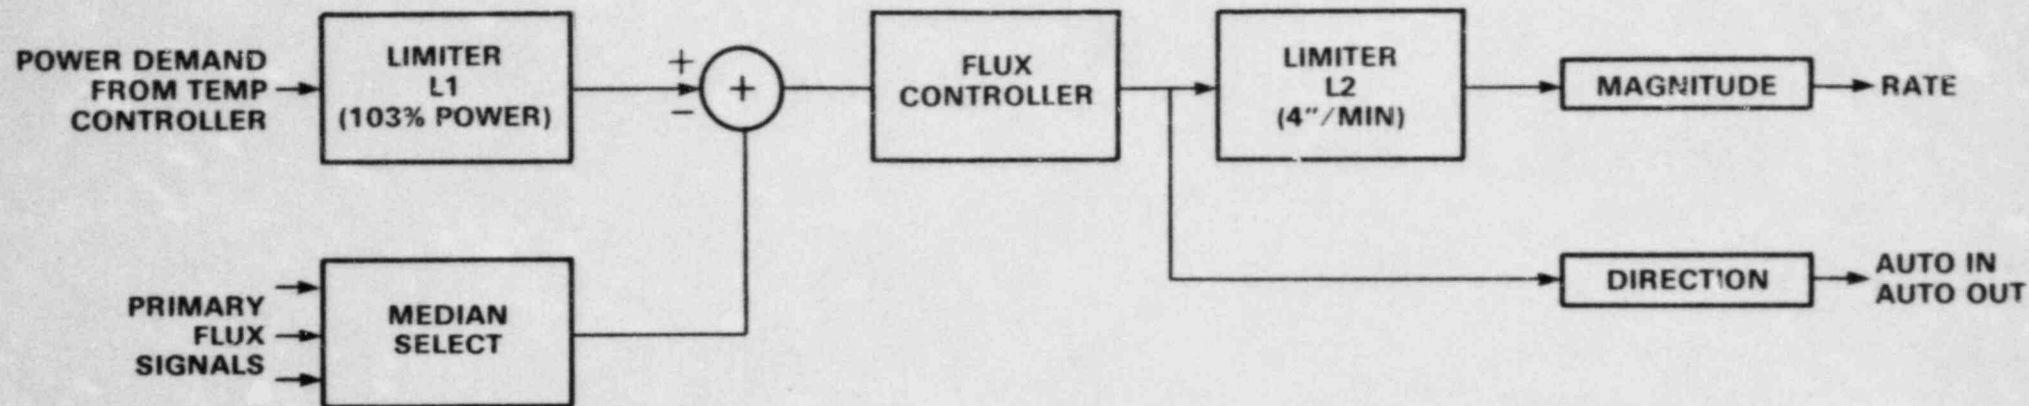 POWER DEMAND
FROM TEMP
CONTROLLER
LIMITER
L1
(103% POWER)
+
−
+
FLUX
CONTROLLER
LIMITER
L2
(4"/MIN)
MAGNITUDE
RATE
PRIMARY
FLUX
SIGNALS
MEDIAN
SELECT
DIRECTION
AUTO IN
AUTO OUT